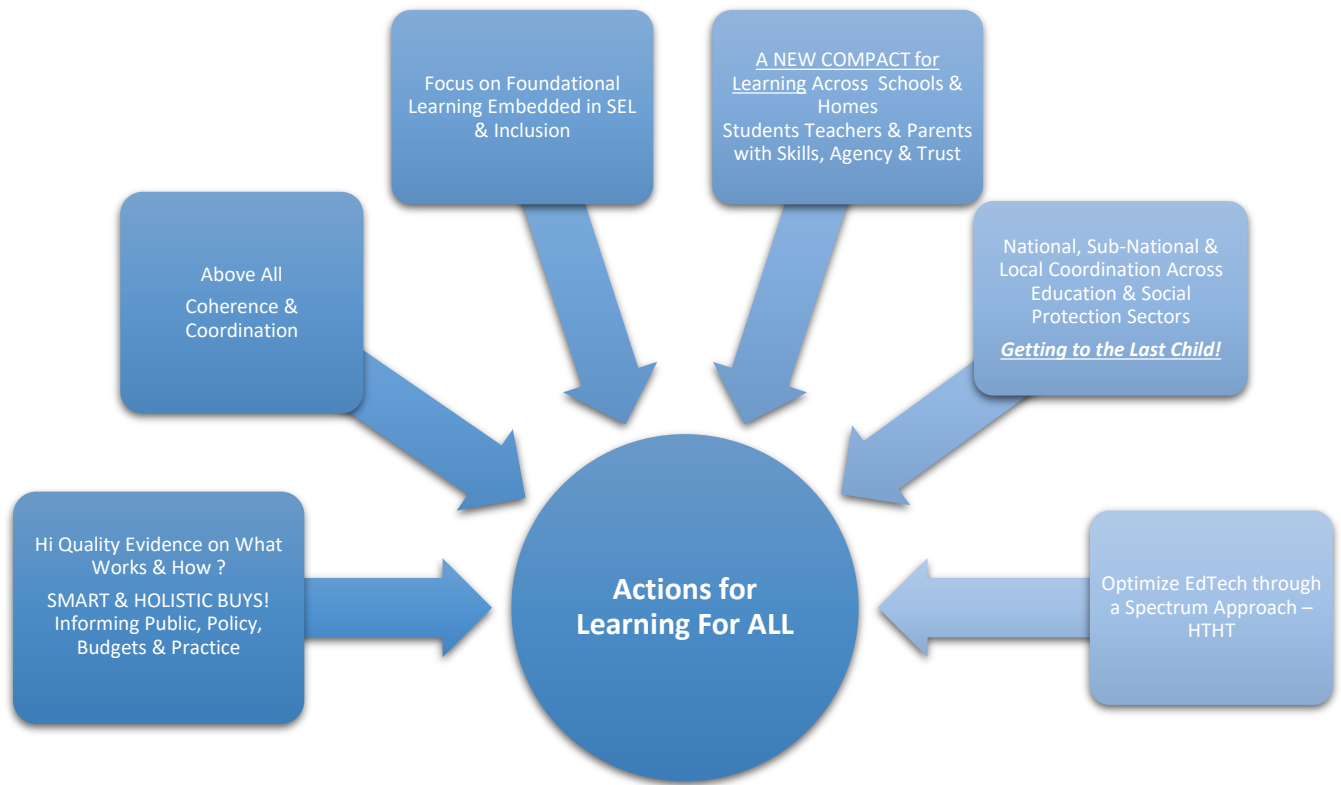 Hi Quality Evidence on What
Works & How ?
SMART & HOLISTIC BUYS!
Informing Public, Policy,
Budgets & Practice
Above All
Coherence &
Coordination
Focus on Foundational
Learning Embedded in SEL
& Inclusion
A NEW COMPACT for
Learning Across Schools &
Homes
Students Teachers & Parents
with Skills, Agency & Trust
National, Sub-National &
Local Coordination Across
Education & Social
Protection Sectors
Getting to the Last Child!
Optimize EdTech through
a Spectrum Approach –
HTHT
Actions for
Learning For ALL